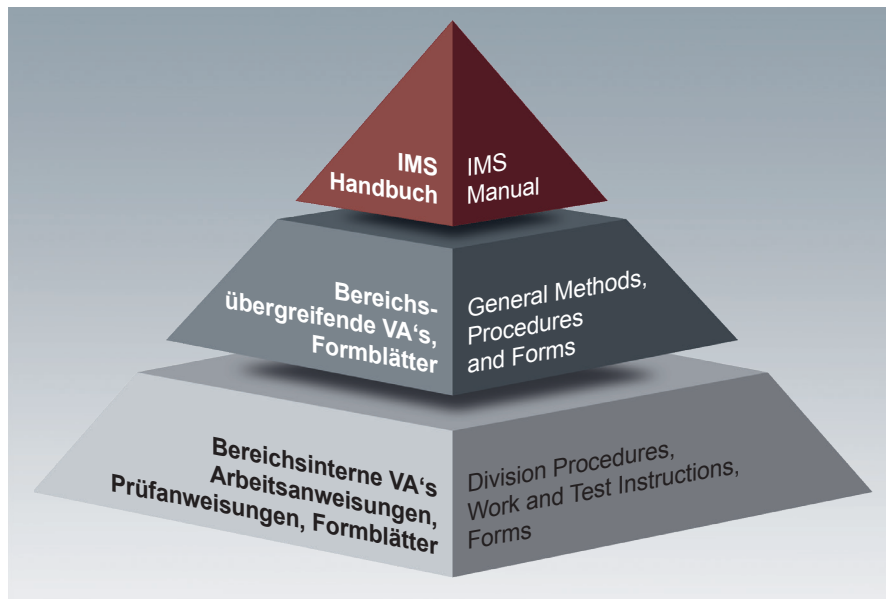 IMS
Handbuch
IMS
Manual
Bereichs-
übergreifende VA‘s,
Formblätter
General Methods,
Procedures
and Forms
Bereichsinterne VA‘s
Arbeitsanweisungen,
Prüfanweisungen, Formblätter
Division Procedures,
Work and Test Instructions,
Forms